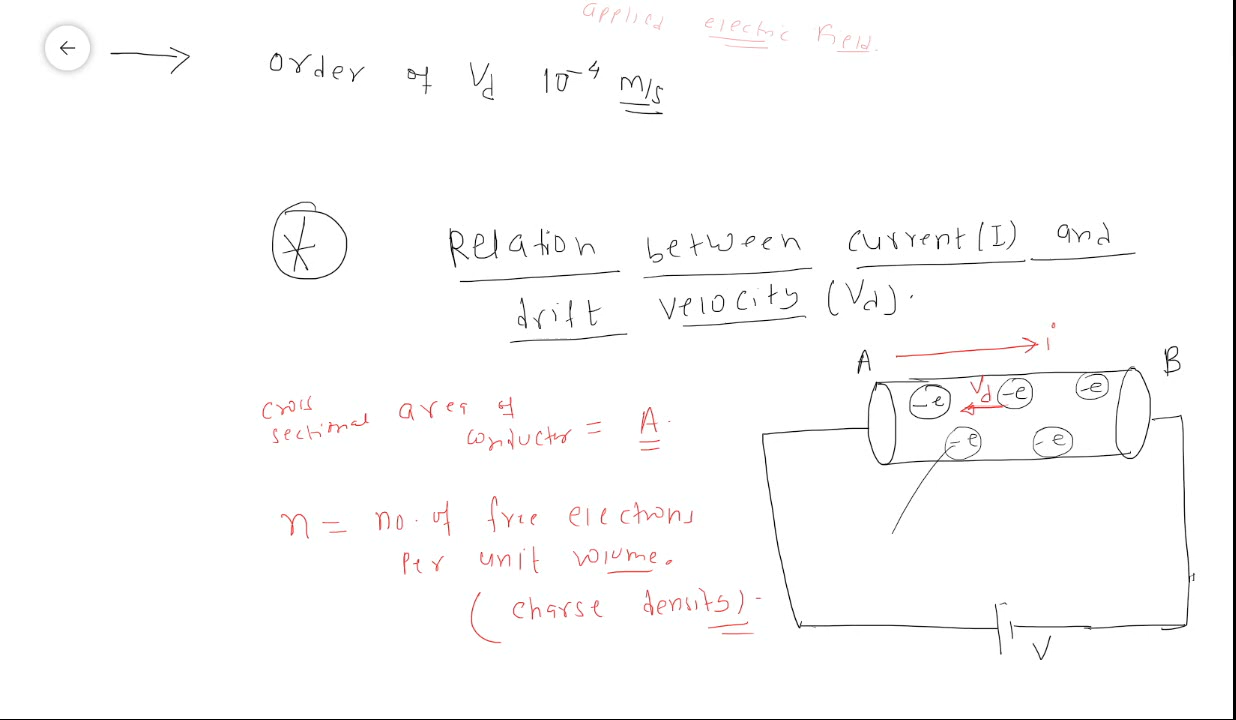 applied electric field.
order of Vd 10⁻⁴ m/s
Relation between current (I) and
drift velocity (Vd).
i
A
B
-e
Vd
-e
-e
-e
-e
cross
sectional area of
conductor = A.
n = no. of free electrons
per unit volume.
(charse density).
V